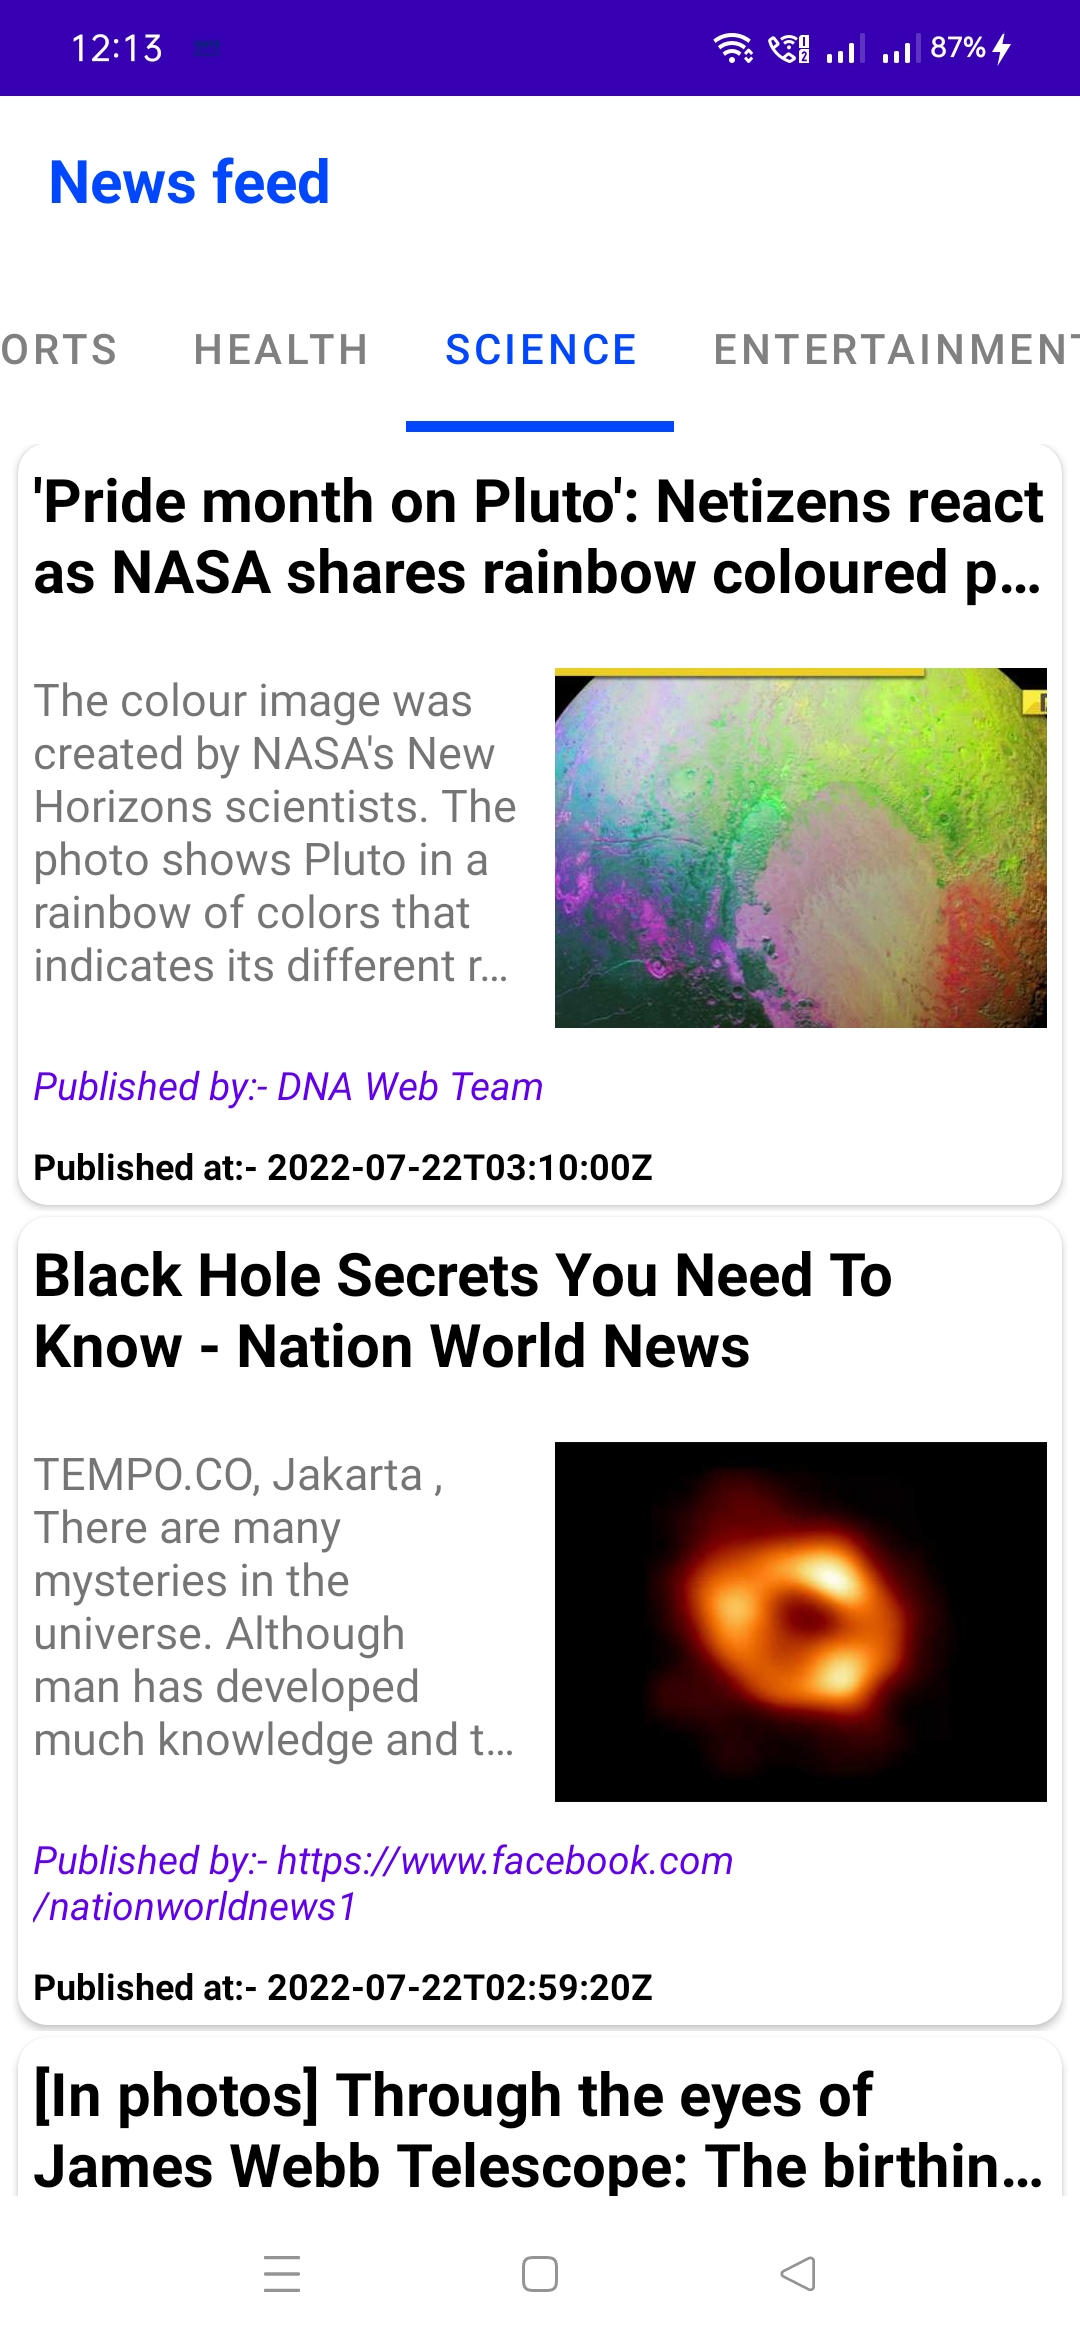 12:13
87%
News feed
ORTS HEALTH SCIENCE ENTERTAINMENT
'Pride month on Pluto': Netizens react
as NASA shares rainbow coloured p...
The colour image was
created by NASA's New
Horizons scientists. The
photo shows Pluto in a
rainbow of colors that
indicates its different r...
Published by:- DNA Web Team
Published at:- 2022-07-22T03:10:00Z
Black Hole Secrets You Need To
Know - Nation World News
TEMPO.CO, Jakarta ,
There are many
mysteries in the
universe. Although
man has developed
much knowledge and t...
Published by:- https://www.facebook.com
/nationworldnews1
Published at:- 2022-07-22T02:59:20Z
[In photos] Through the eyes of
James Webb Telescope: The birthin...